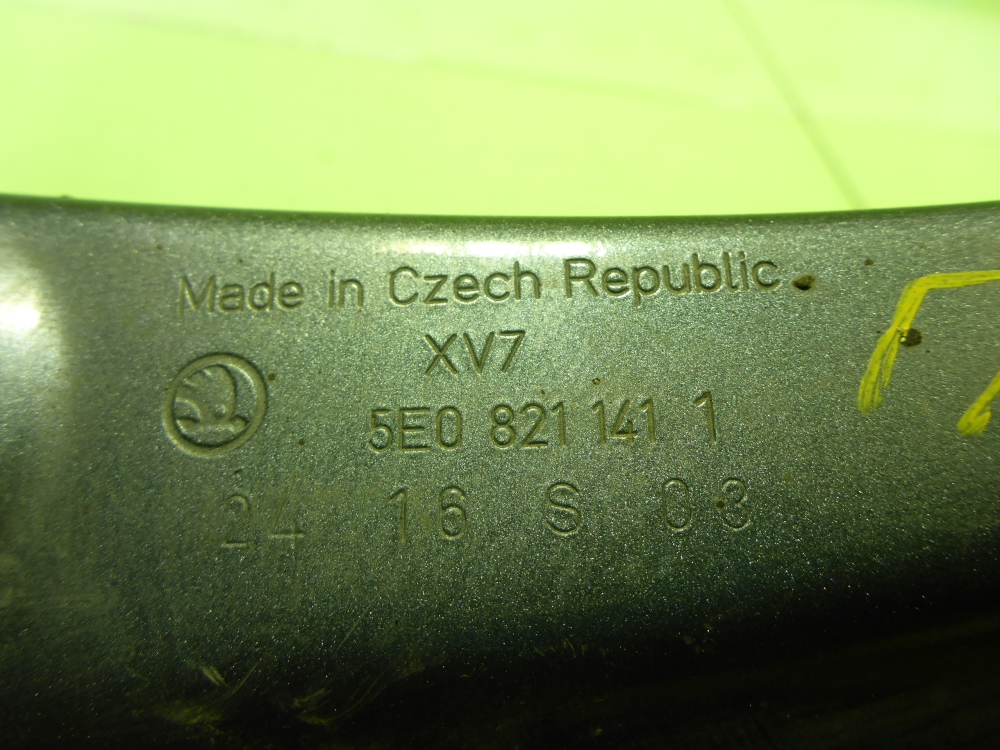 Made in Czech Republic
XV7
5E0 821 141 1
24 16 S 03